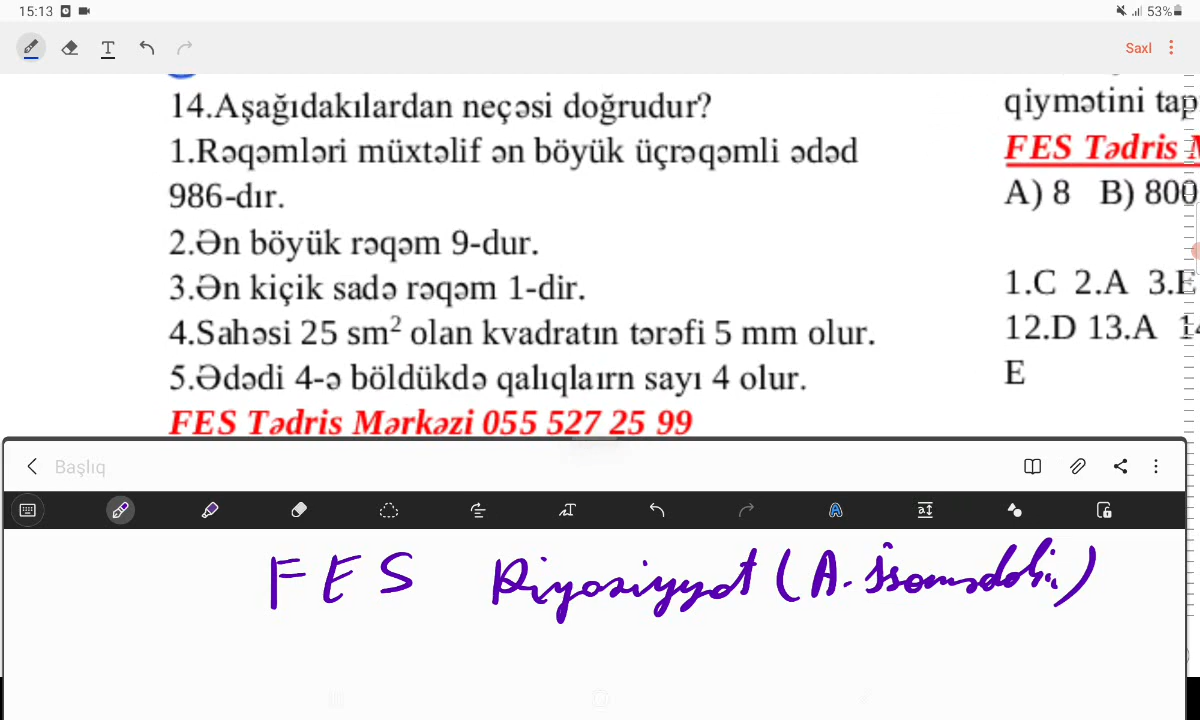 15:13 53%
T Saxl
14.Aşağıdakılardan neçəsi doğrudur?
1.Rəqəmləri müxtəlif ən böyük üçrəqəmli ədəd
986-dır.
2.Ən böyük rəqəm 9-dur.
3.Ən kiçik sadə rəqəm 1-dir.
4.Sahəsi 25 sm² olan kvadratın tərəfi 5 mm olur.
5.Ədədi 4-ə böldükdə qalıqlaırn sayı 4 olur.
FES Tədris Mərkəzi 055 527 25 99
qiymətini tap
FES Tədris M
A) 8 B) 800
1.C 2.A 3.E
12.D 13.A 14
E
Başlıq
FES Riyaziyyat (A.